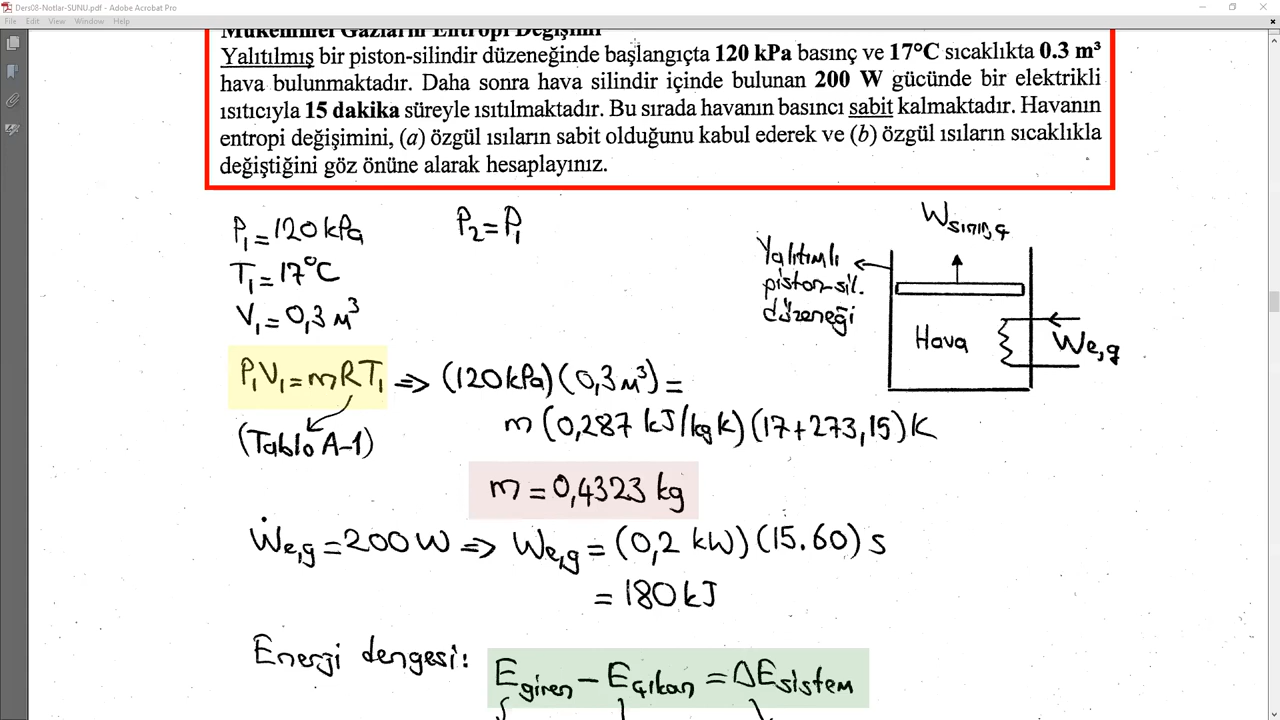 Ders08-Notlar-SUNU.pdf - Adobe Acrobat Pro
File Edit View Window Help
Mükemmel Gazların Entropi Değişimi
Yalıtılmış bir piston-silindir düzeneğinde başlangıçta 120 kPa basınç ve 17°C sıcaklıkta 0.3 m³
hava bulunmaktadır. Daha sonra hava silindir içinde bulunan 200 W gücünde bir elektrikli
ısıtıcıyla 15 dakika süreyle ısıtılmaktadır. Bu sırada havanın basıncı sabit kalmaktadır. Havanın
entropi değişimini, (a) özgül ısıların sabit olduğunu kabul ederek ve (b) özgül ısıların sıcaklıkla
değiştiğini göz önüne alarak hesaplayınız.
P₁ = 120 kPa P₂ = P₁
T₁ = 17°C
V₁ = 0,3 m³
Wsınır,ç
Yalıtımlı
piston-sil.
düzeneği
Hava
We,g
P₁V₁ = mRT₁ => (120 kPa) (0,3 m³) =
m (0,287 kJ/kgK) (17+273,15) K
(Tablo A-1)
m = 0,4323 kg
Ẇe,g = 200 W => We,g = (0,2 kW) (15.60) s
= 180 kJ
Enerji dengesi: Egiren - Eçıkan = ΔEsistem